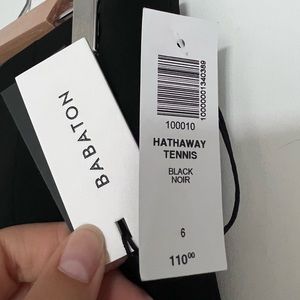 BABATON
100010
10000001340389
HATHAWAY
TENNIS
BLACK
NOIR
6
110⁰⁰